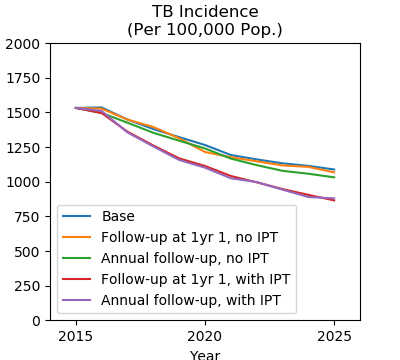 TB Incidence
(Per 100,000 Pop.)
2000
1750
1500
1250
1000
750
500
250
0
Base
Follow-up at 1yr 1, no IPT
Annual follow-up, no IPT
Follow-up at 1yr 1, with IPT
Annual follow-up, with IPT
2015
2020
2025
Year